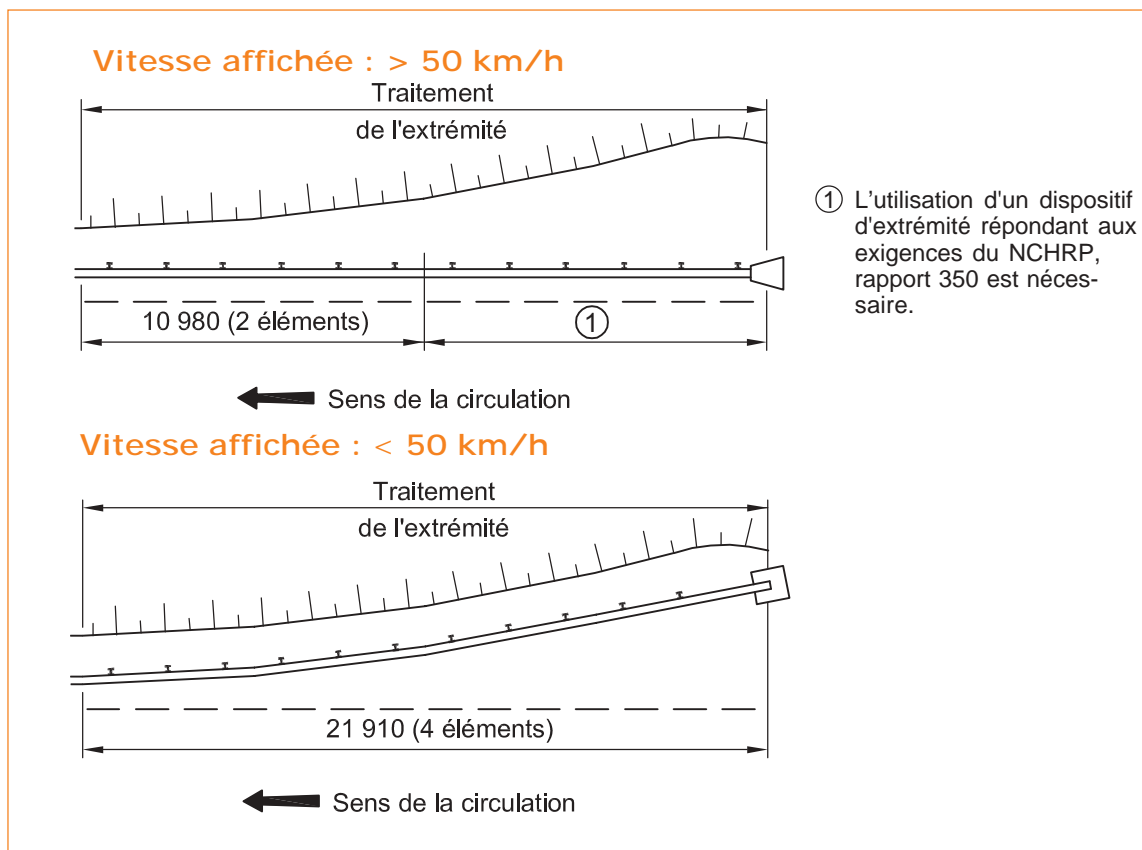 Vitesse affichée : > 50 km/h
Traitement
de l'extrémité
① L'utilisation d'un dispositif
d'extrémité répondant aux
exigences du NCHRP,
rapport 350 est néces-
saire.
10 980 (2 éléments)
①
Sens de la circulation
Vitesse affichée : < 50 km/h
Traitement
de l'extrémité
21 910 (4 éléments)
Sens de la circulation